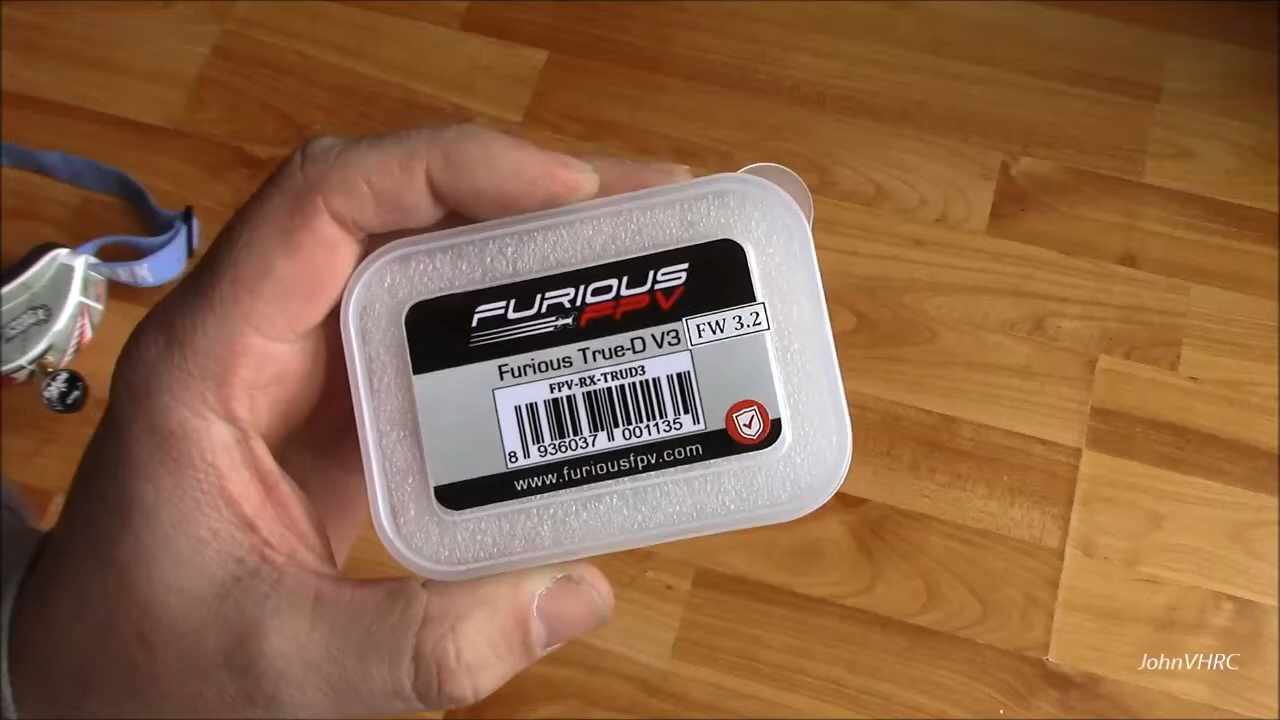 FURIOUS
FPV
Furious True-D V3
FW 3.2
FPV-RX-TRUD3
8 936037 001135
www.furiousfpv.com
JohnVHRC